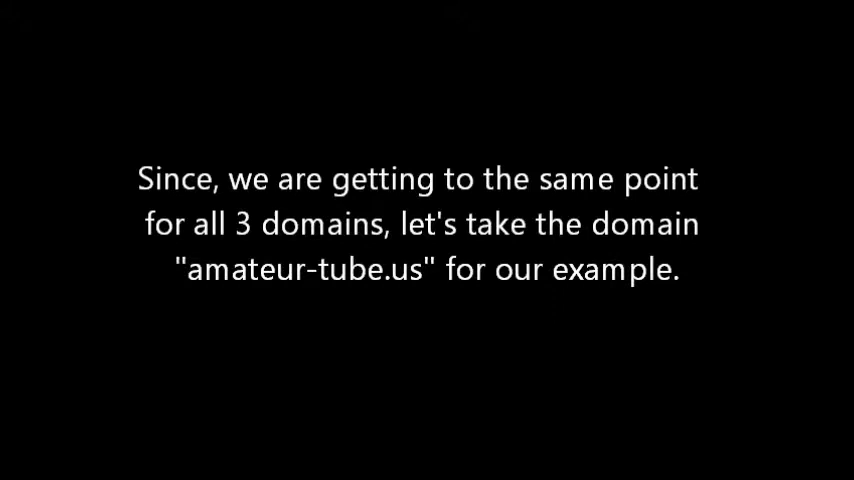 Since, we are getting to the same point
for all 3 domains, let's take the domain
"amateur-tube.us" for our example.